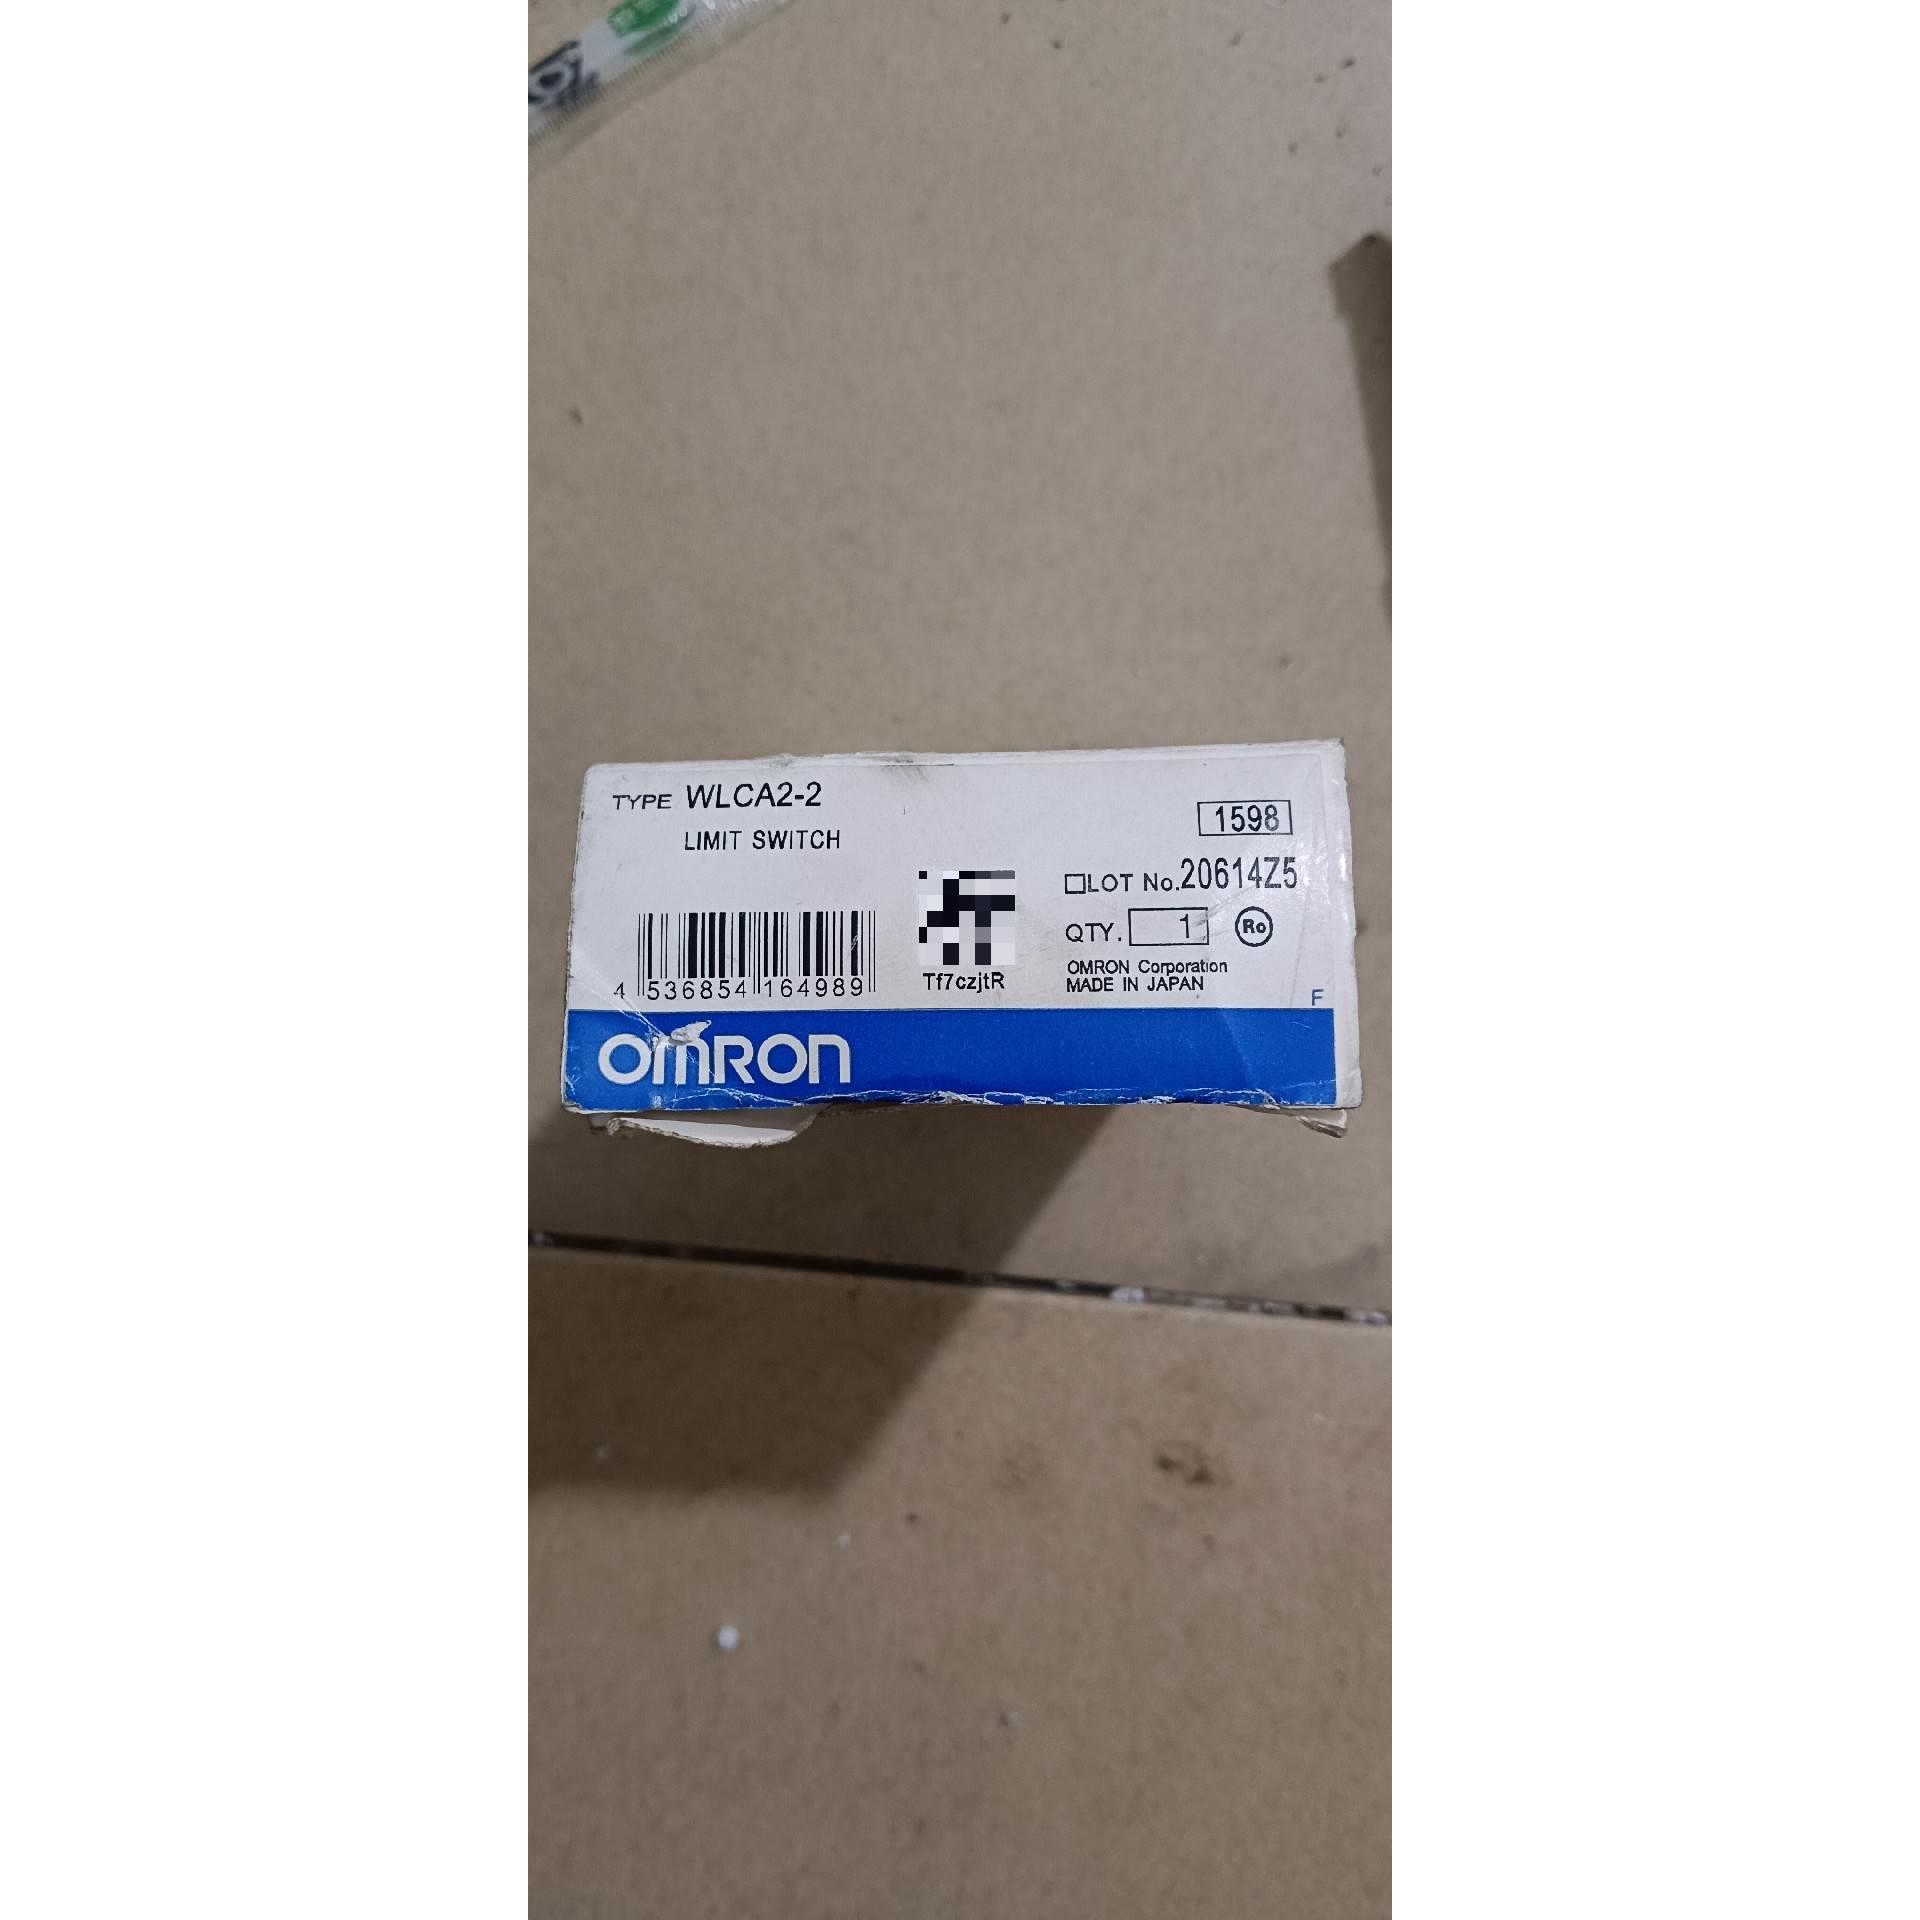 TYPE WLCA2-2
LIMIT SWITCH
1598
LOT No.20614Z5
QTY. 1 Ro
4 536854 164989
Tf7czjtR
OMRON Corporation
MADE IN JAPAN
F
OMRON